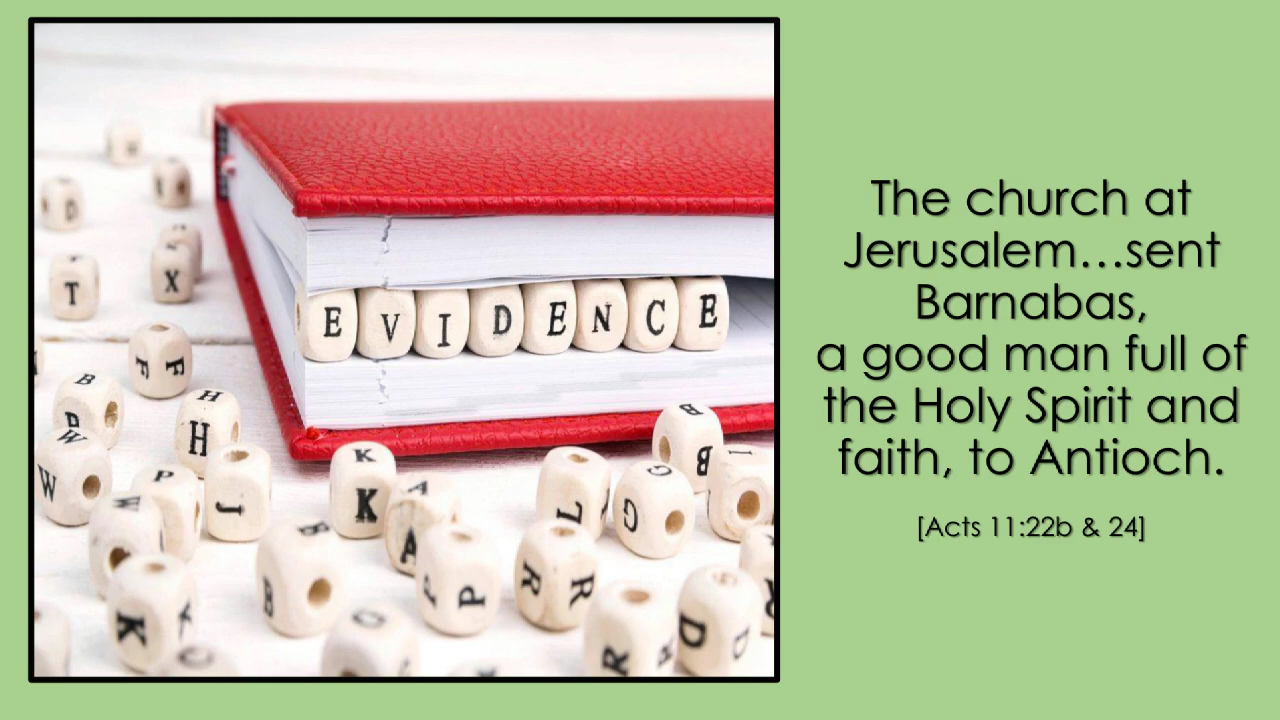 EVIDENCE
D
T
X
F F
B
B
H
H
W
W
P
W
J
K
K
A
A
B
B
G
G
B
B
P
P
R
R
K
K
R
R
D
D
The church at
Jerusalem…sent
Barnabas,
a good man full of
the Holy Spirit and
faith, to Antioch.
[Acts 11:22b & 24]